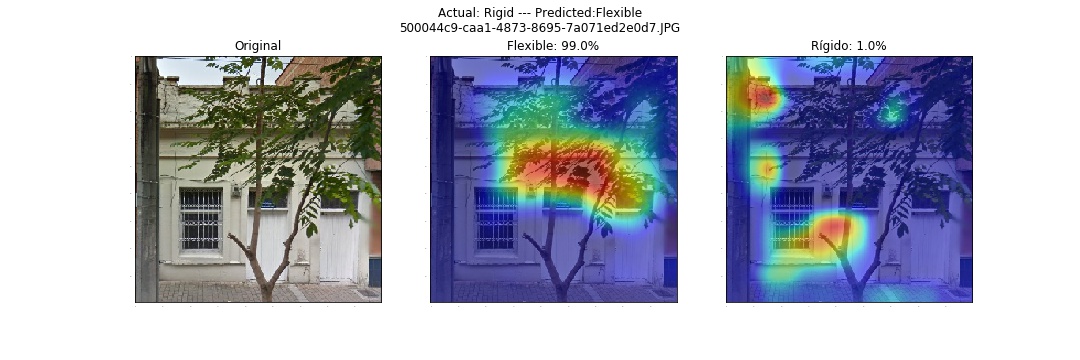 Actual: Rigid --- Predicted:Flexible
500044c9-caa1-4873-8695-7a071ed2e0d7.JPG
Original
Flexible: 99.0%
Rígido: 1.0%